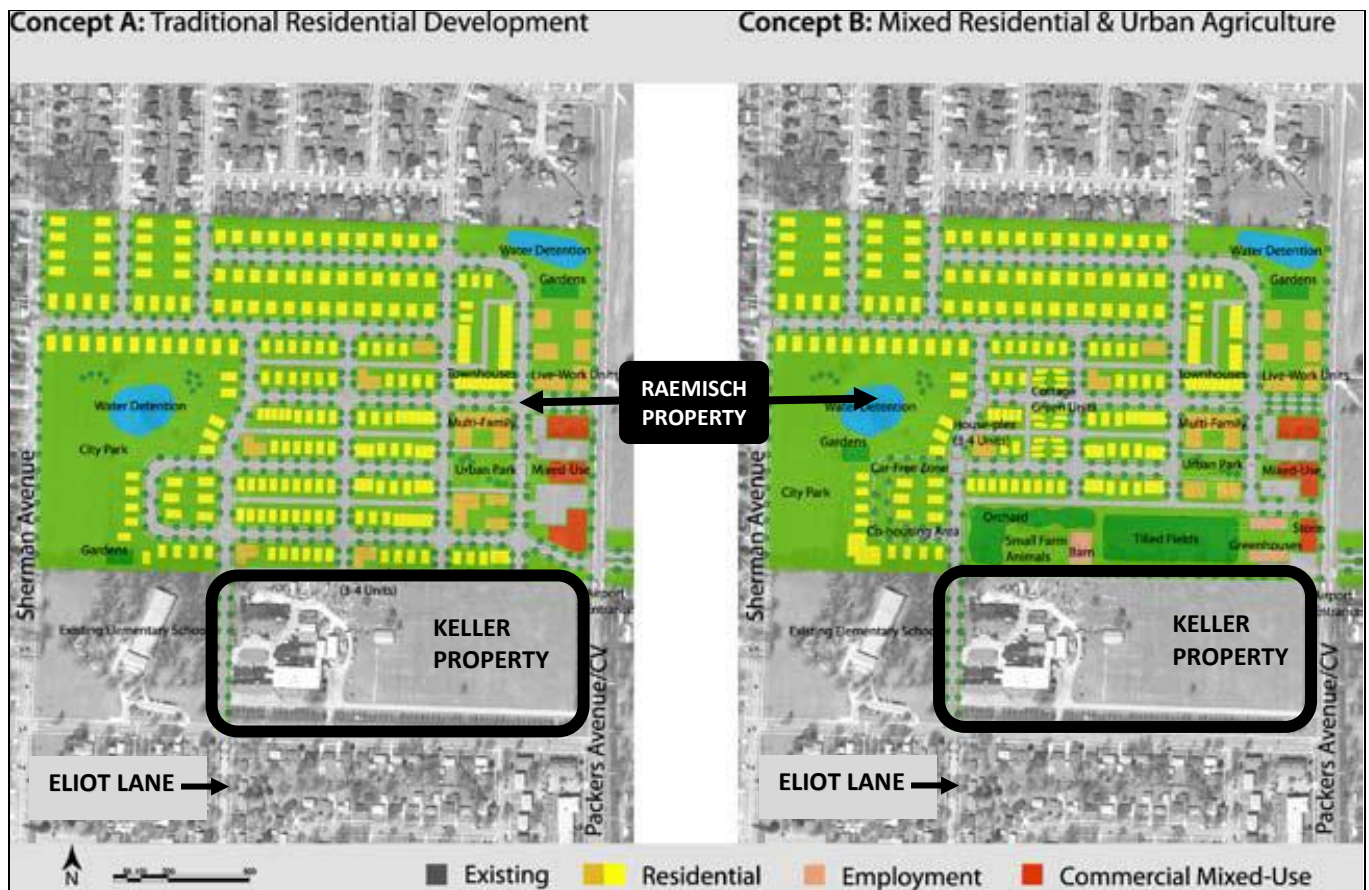 Concept A: Traditional Residential Development
Concept B: Mixed Residential & Urban Agriculture
Water Detention
Gardens
Townhouses
Live-Work Units
Water Detention
City Park
Multi-Family
Urban Park
Mixed-Use
Gardens
Sherman Avenue
Existing Elementary School
(3-4 Units)
KELLER
PROPERTY
Packers Avenue/CV
ELIOT LANE
RAEMISCH
PROPERTY
Water Detention
Gardens
Townhouses
Live-Work Units
Cottage
Green Units
Water Detention
House-plex
(3-4 Units)
Multi-Family
Gardens
Car-Free Zone
Urban Park
Mixed-Use
City Park
Co-housing Area
Orchard
Small Farm
Animals
Barn
Tilled Fields
Store
Greenhouses
Airport
Entrance
Sherman Avenue
Existing Elementary School
KELLER
PROPERTY
Packers Avenue/CV
ELIOT LANE
N
Existing
Residential
Employment
Commercial Mixed-Use